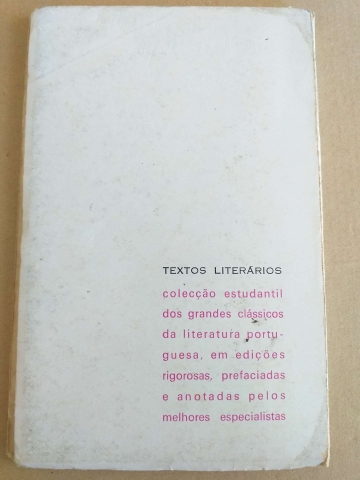 TEXTOS LITERÁRIOS
colecção estudantil
dos grandes clássicos
da literatura portu-
guesa, em edições
rigorosas, prefaciadas
e anotadas pelos
melhores especialistas